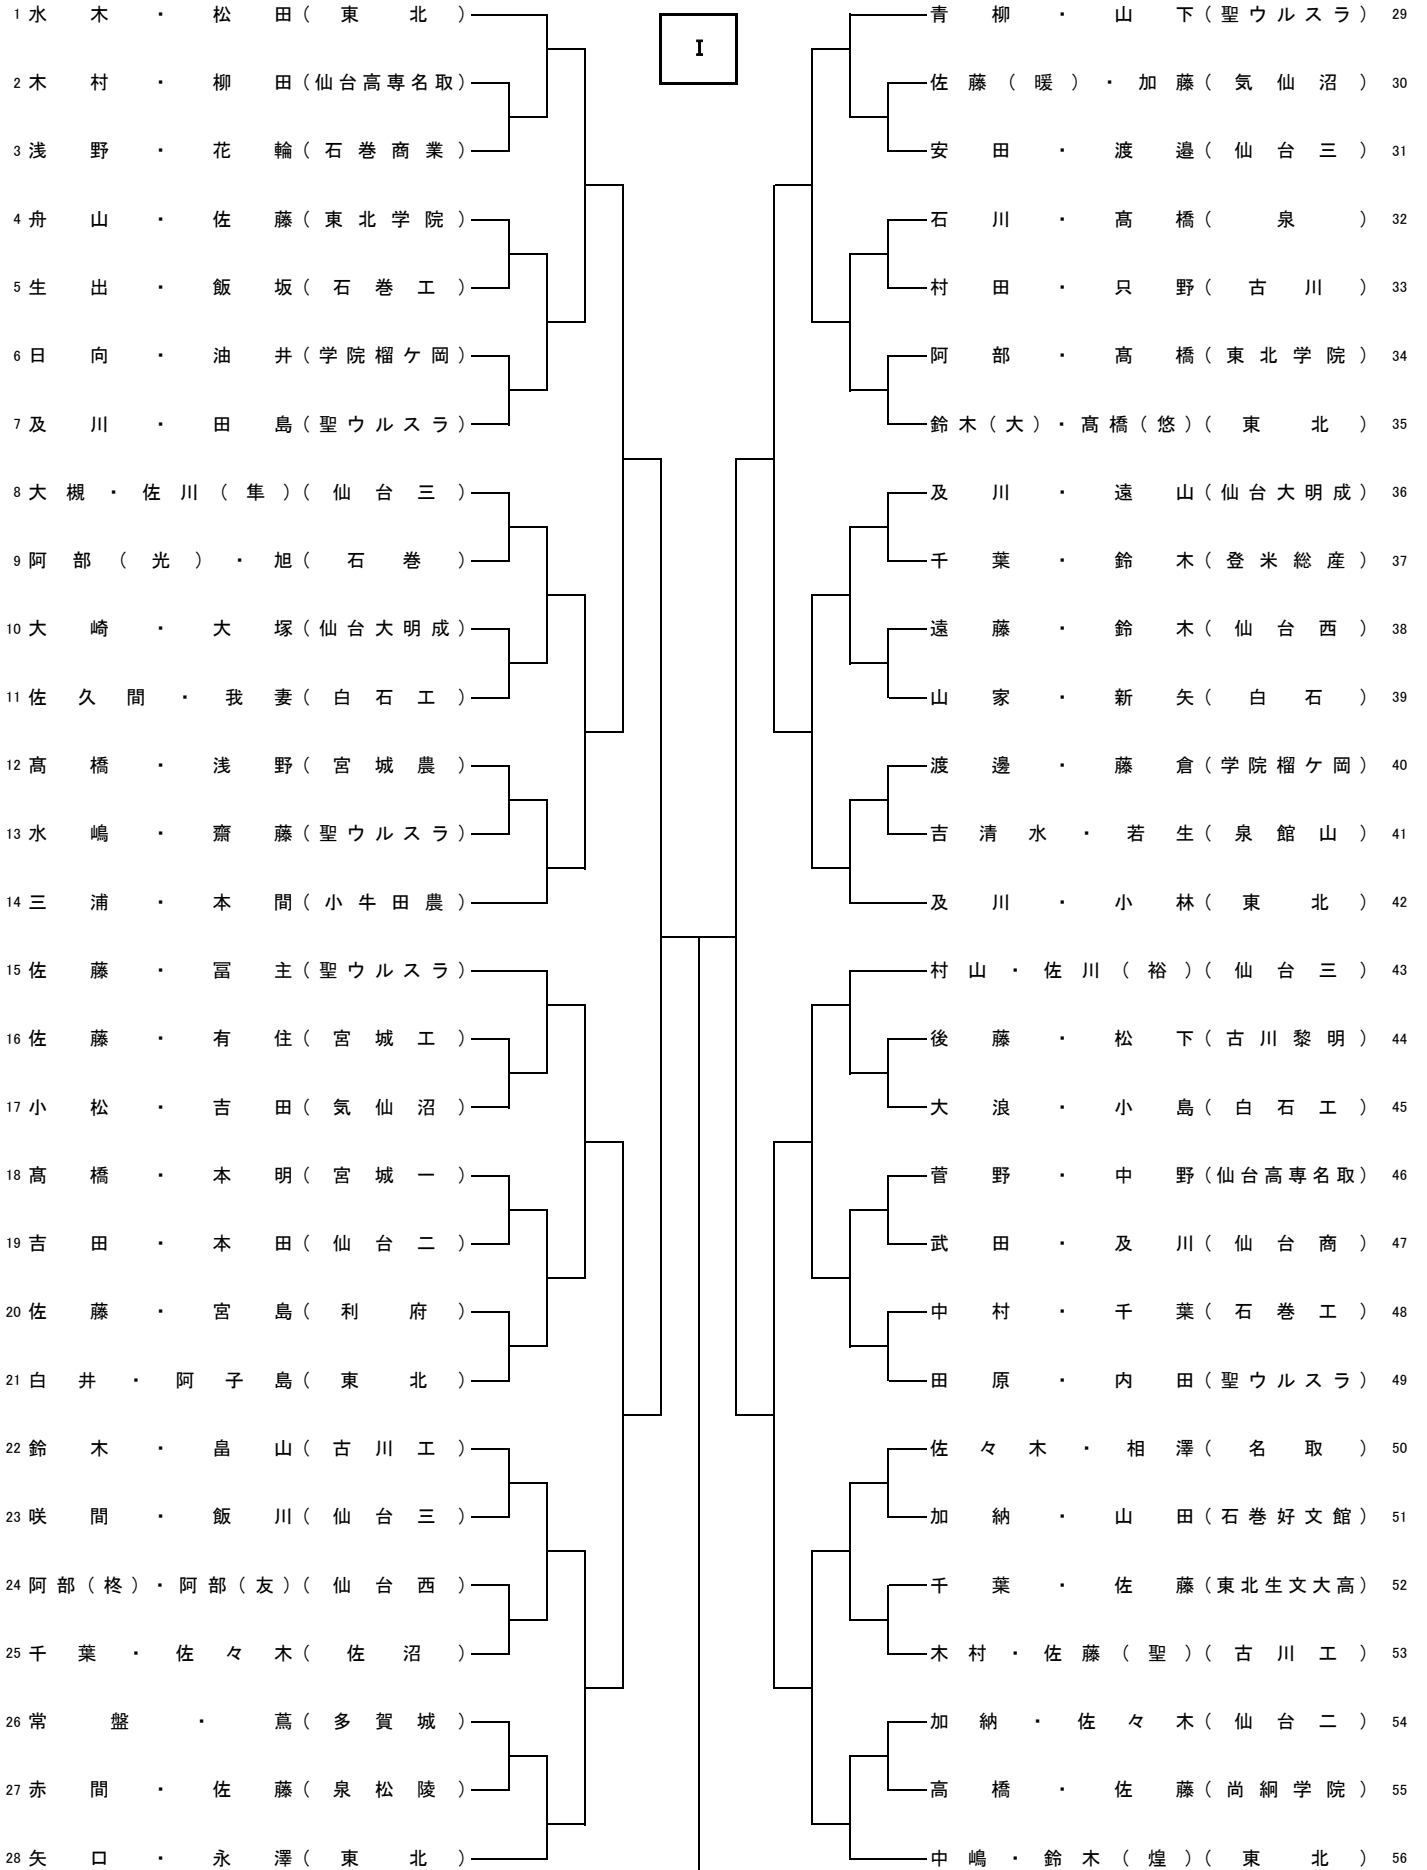 I
1 水木・松田(東北)
2 木村・柳田(仙台高専名取)
3 浅野・花輪(石巻商業)
4 舟山・佐藤(東北学院)
5 生出・飯坂(石巻工)
6 日向・油井(学院榴ケ岡)
7 及川・田島(聖ウルスラ)
8 大槻・佐川(隼)(仙台三)
9 阿部(光)・旭(石巻)
10 大崎・大塚(仙台大明成)
11 佐久間・我妻(白石工)
12 髙橋・浅野(宮城農)
13 水嶋・齋藤(聖ウルスラ)
14 三浦・本間(小牛田農)
15 佐藤・冨主(聖ウルスラ)
16 佐藤・有住(宮城工)
17 小松・吉田(気仙沼)
18 髙橋・本明(宮城一)
19 吉田・本田(仙台二)
20 佐藤・宮島(利府)
21 白井・阿子島(東北)
22 鈴木・畠山(古川工)
23 咲間・飯川(仙台三)
24 阿部(柊)・阿部(友)(仙台西)
25 千葉・佐々木(佐沼)
26 常盤・蔦(多賀城)
27 赤間・佐藤(泉松陵)
28 矢口・永澤(東北)
青柳・山下(聖ウルスラ) 29
佐藤(暖)・加藤(気仙沼) 30
安田・渡邉(仙台三) 31
石川・髙橋(泉) 32
村田・只野(古川) 33
阿部・髙橋(東北学院) 34
鈴木(大)・髙橋(悠)(東北) 35
及川・遠山(仙台大明成) 36
千葉・鈴木(登米総産) 37
遠藤・鈴木(仙台西) 38
山家・新矢(白石) 39
渡邊・藤倉(学院榴ケ岡) 40
吉清水・若生(泉館山) 41
及川・小林(東北) 42
村山・佐川(裕)(仙台三) 43
後藤・松下(古川黎明) 44
大浪・小島(白石工) 45
菅野・中野(仙台高専名取) 46
武田・及川(仙台商) 47
中村・千葉(石巻工) 48
田原・内田(聖ウルスラ) 49
佐々木・相澤(名取) 50
加納・山田(石巻好文館) 51
千葉・佐藤(東北生文大高) 52
木村・佐藤(聖)(古川工) 53
加納・佐々木(仙台二) 54
高橋・佐藤(尚絅学院) 55
中嶋・鈴木(煌)(東北) 56